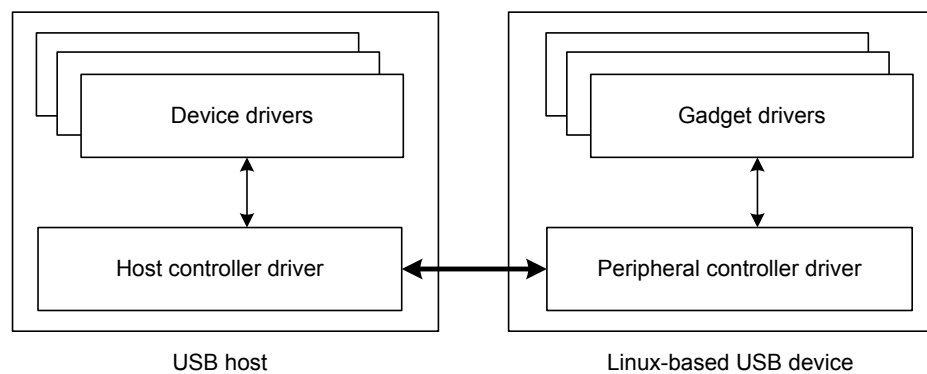 Device drivers
Gadget drivers
Host controller driver
Peripheral controller driver
USB host
Linux-based USB device